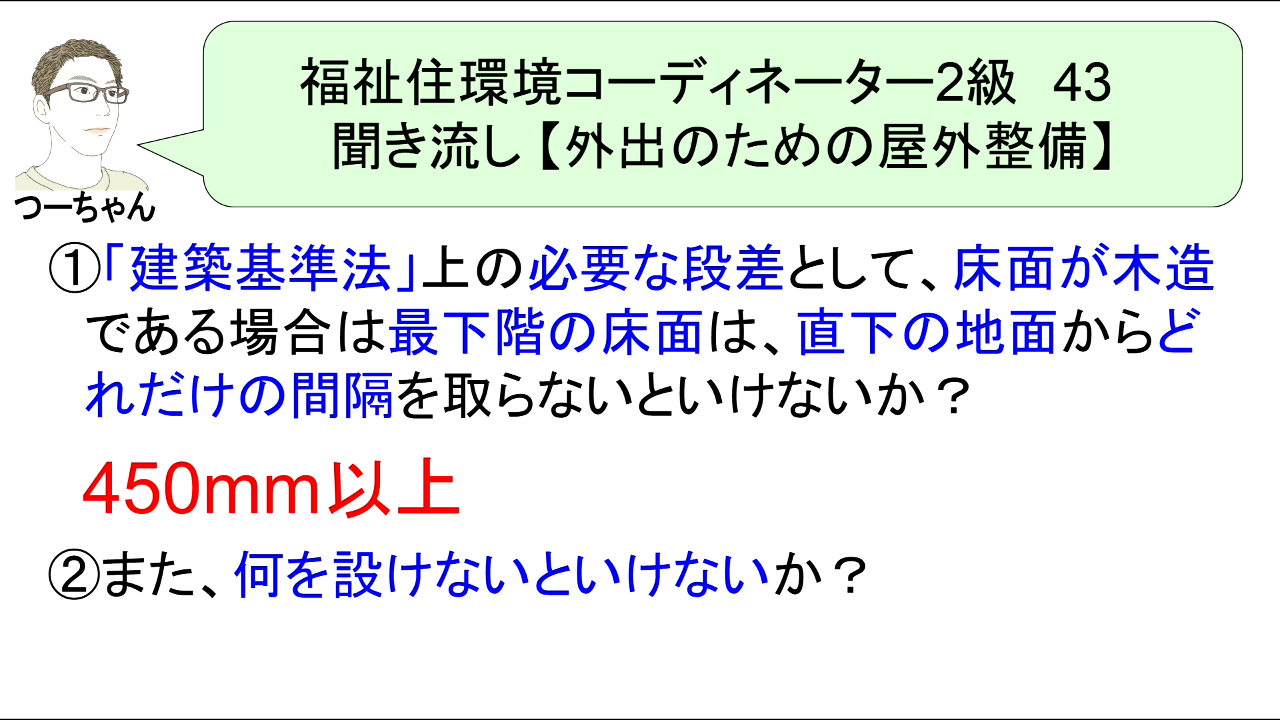 福祉住環境コーディネーター2級　43
聞き流し【外出のための屋外整備】
つーちゃん
①「建築基準法」上の必要な段差として、床面が木造
である場合は最下階の床面は、直下の地面からど
れだけの間隔を取らないといけないか？
450mm以上
②また、何を設けないといけないか？